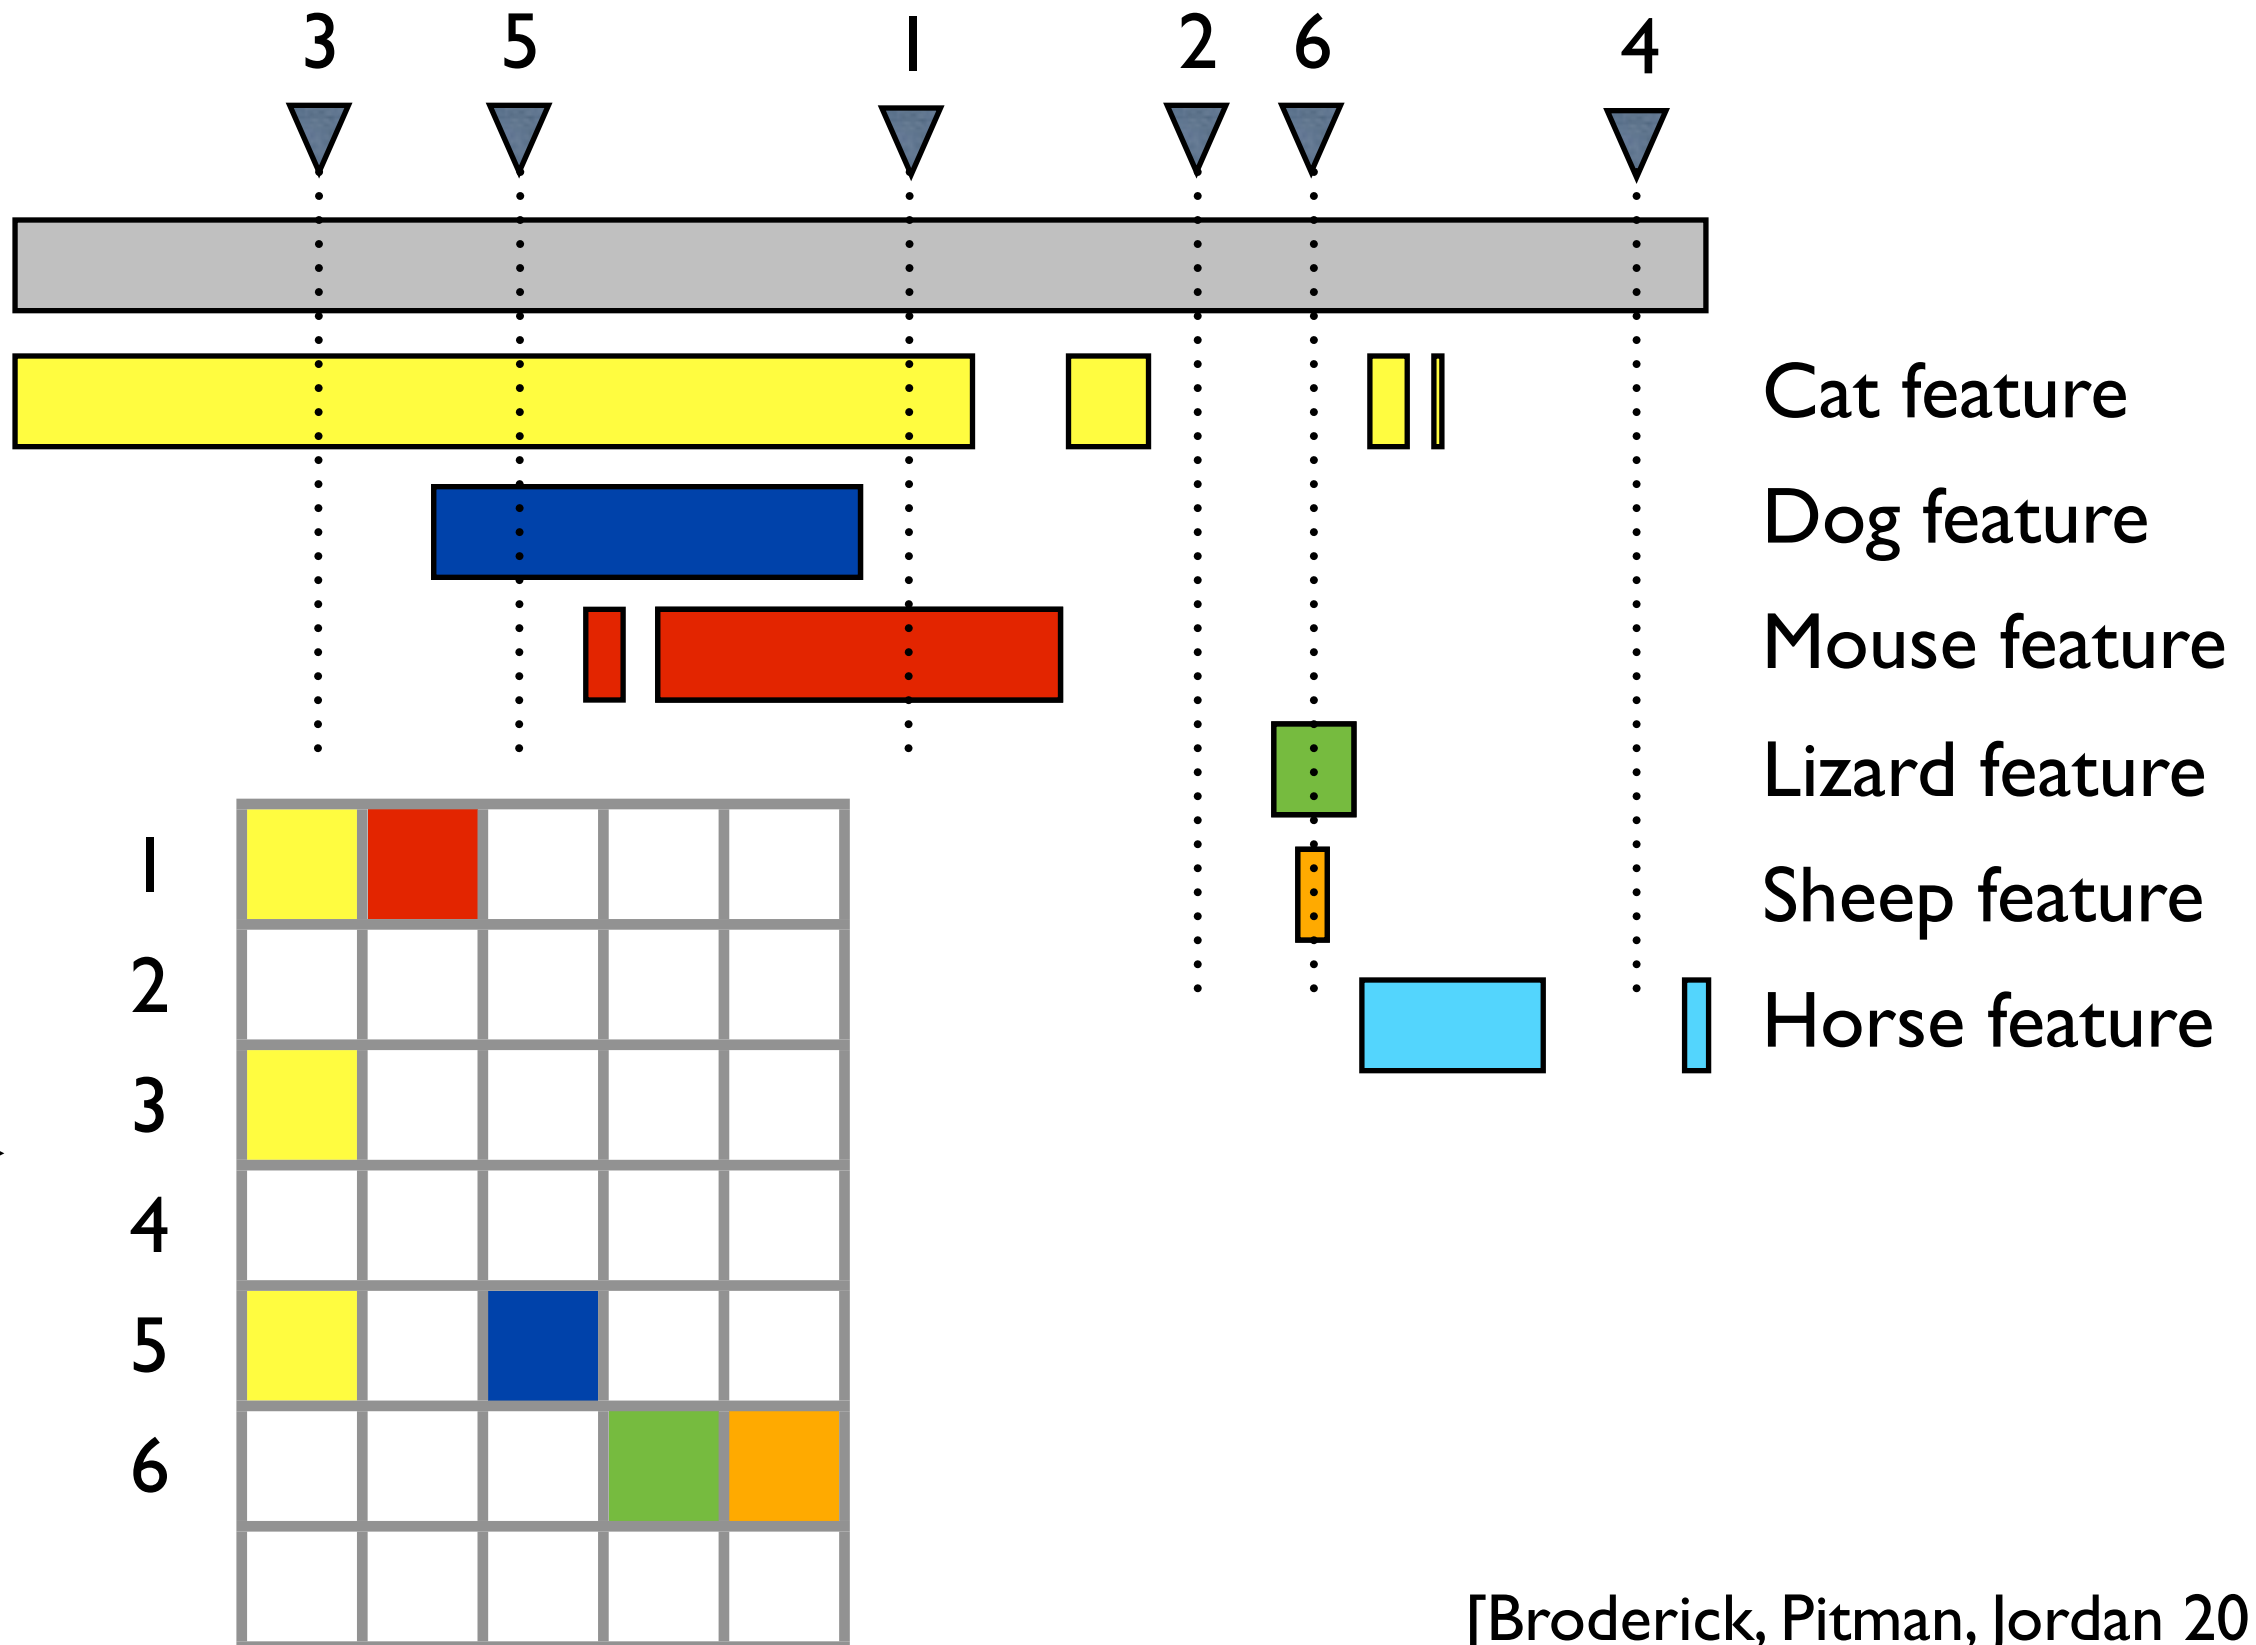 3 5 1 2 6 4
Cat feature
Dog feature
Mouse feature
Lizard feature
Sheep feature
Horse feature
1
2
3
4
5
6
[Broderick, Pitman, Jordan 20